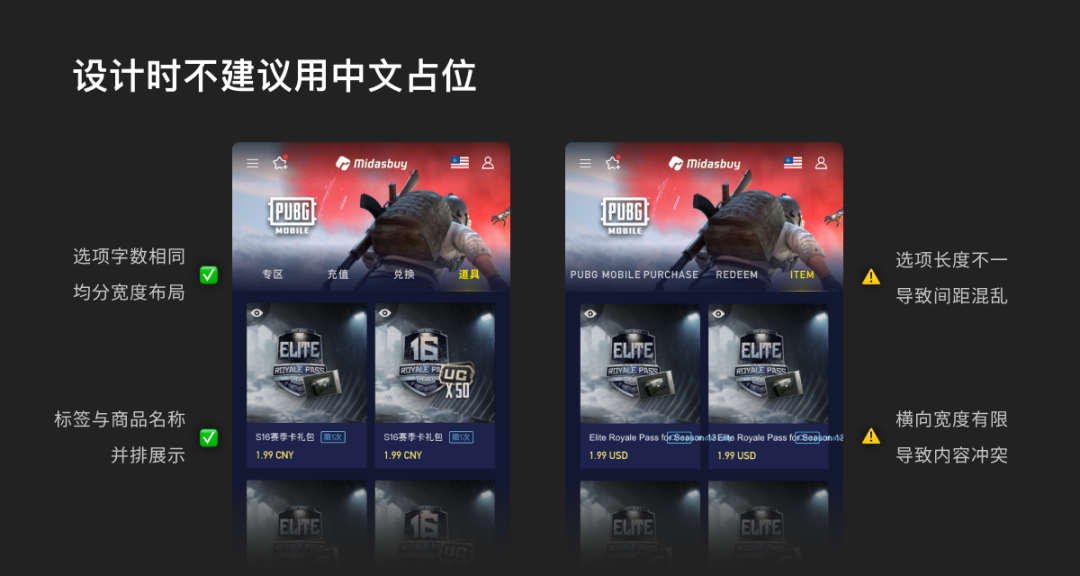 设计时不建议用中文占位
选项字数相同
均分宽度布局
标签与商品名称
并排展示
Midasbuy
PUBG
MOBILE
专区 充值 兑换 道具
ELITE
ROYALE PASS
16
ROYALE PA
UC
X50
S16赛季卡礼包 限1次
1.99 CNY
S16赛季卡礼包 限1次
1.99 CNY
ELITE
16
UC
Midasbuy
PUBG
MOBILE
PUBG MOBILE PURCHASE REDEEM ITEM
ELITE
ROYALE PASS
ELITE
ROYALE PASS
Elite Royale Pass for Season 13
1.99 USD
Elite Royale Pass for Season 13
1.99 USD
ELITE
ELITE
选项长度不一
导致间距混乱
横向宽度有限
导致内容冲突